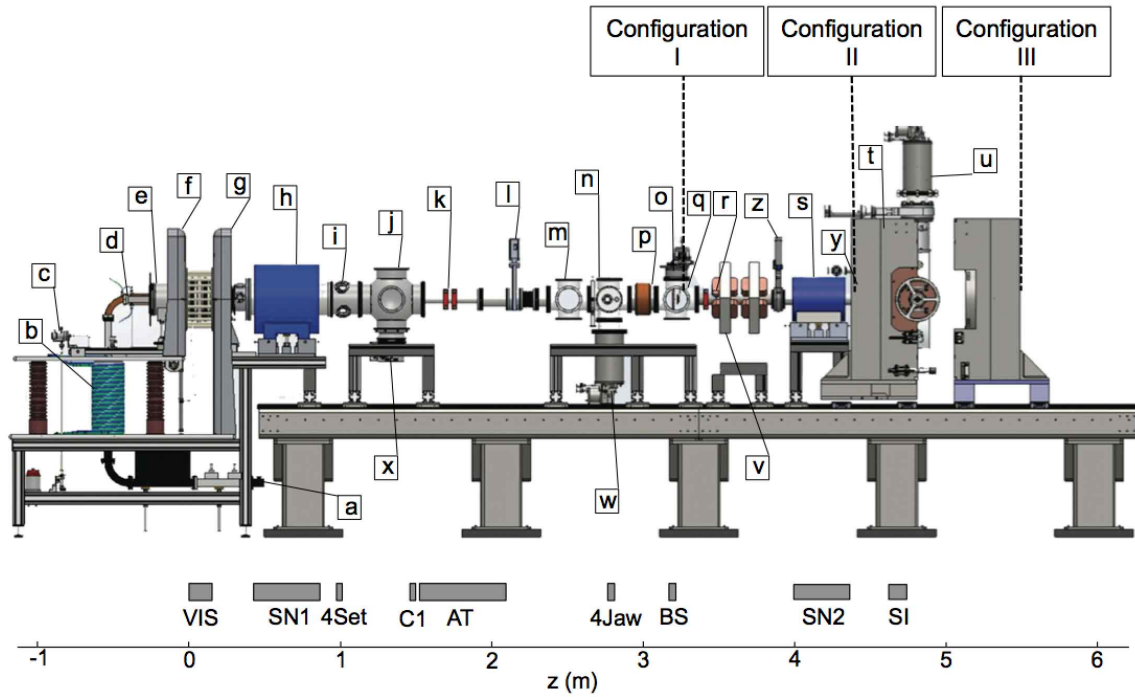 Configuration
I
Configuration
II
Configuration
III
f
g
h
i
j
k
l
m
n
o
p
q
r
z
s
y
t
u
e
d
c
b
a
x
w
v
VIS
SN1
4Set
C1
AT
4Jaw
BS
SN2
SI
-1
0
1
2
3
4
5
6
z (m)